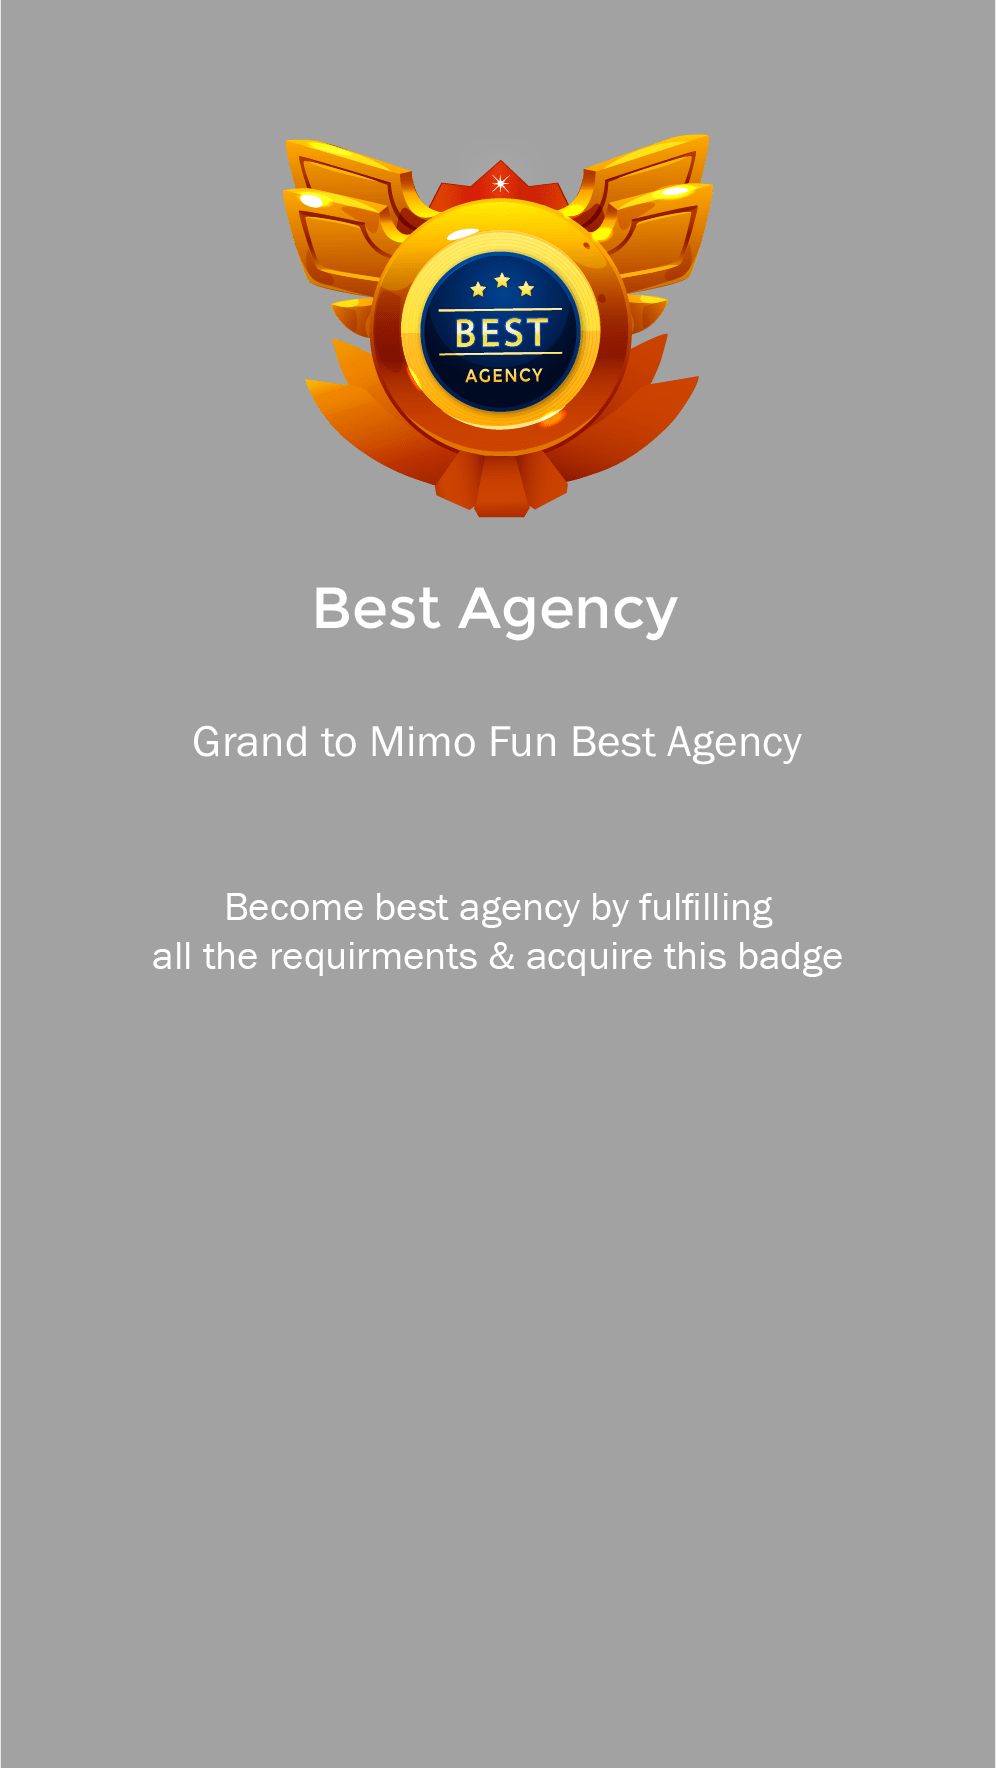 BEST
AGENCY
Best Agency
Grand to Mimo Fun Best Agency
Become best agency by fulfilling
all the requirments & acquire this badge